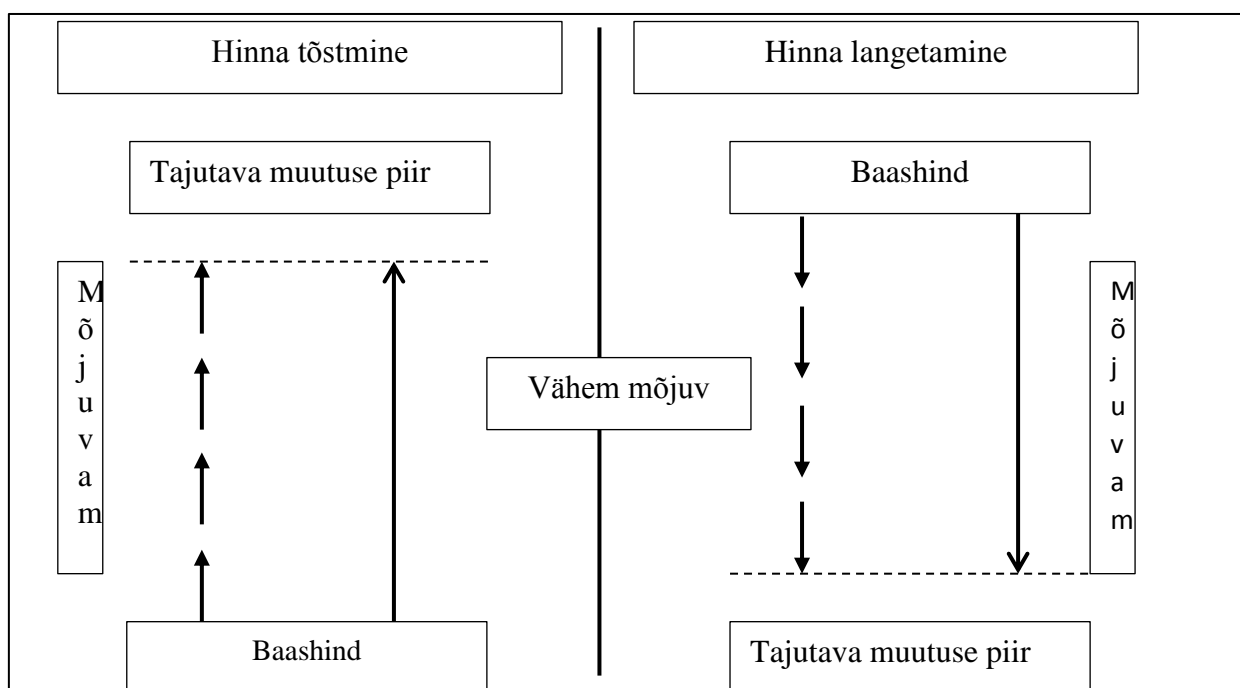 Hinna tõstmine
Hinna langetamine
Tajutava muutuse piir
Baashind
Mõjuvam
Vähem mõjuv
Mõjuvam
Baashind
Tajutava muutuse piir